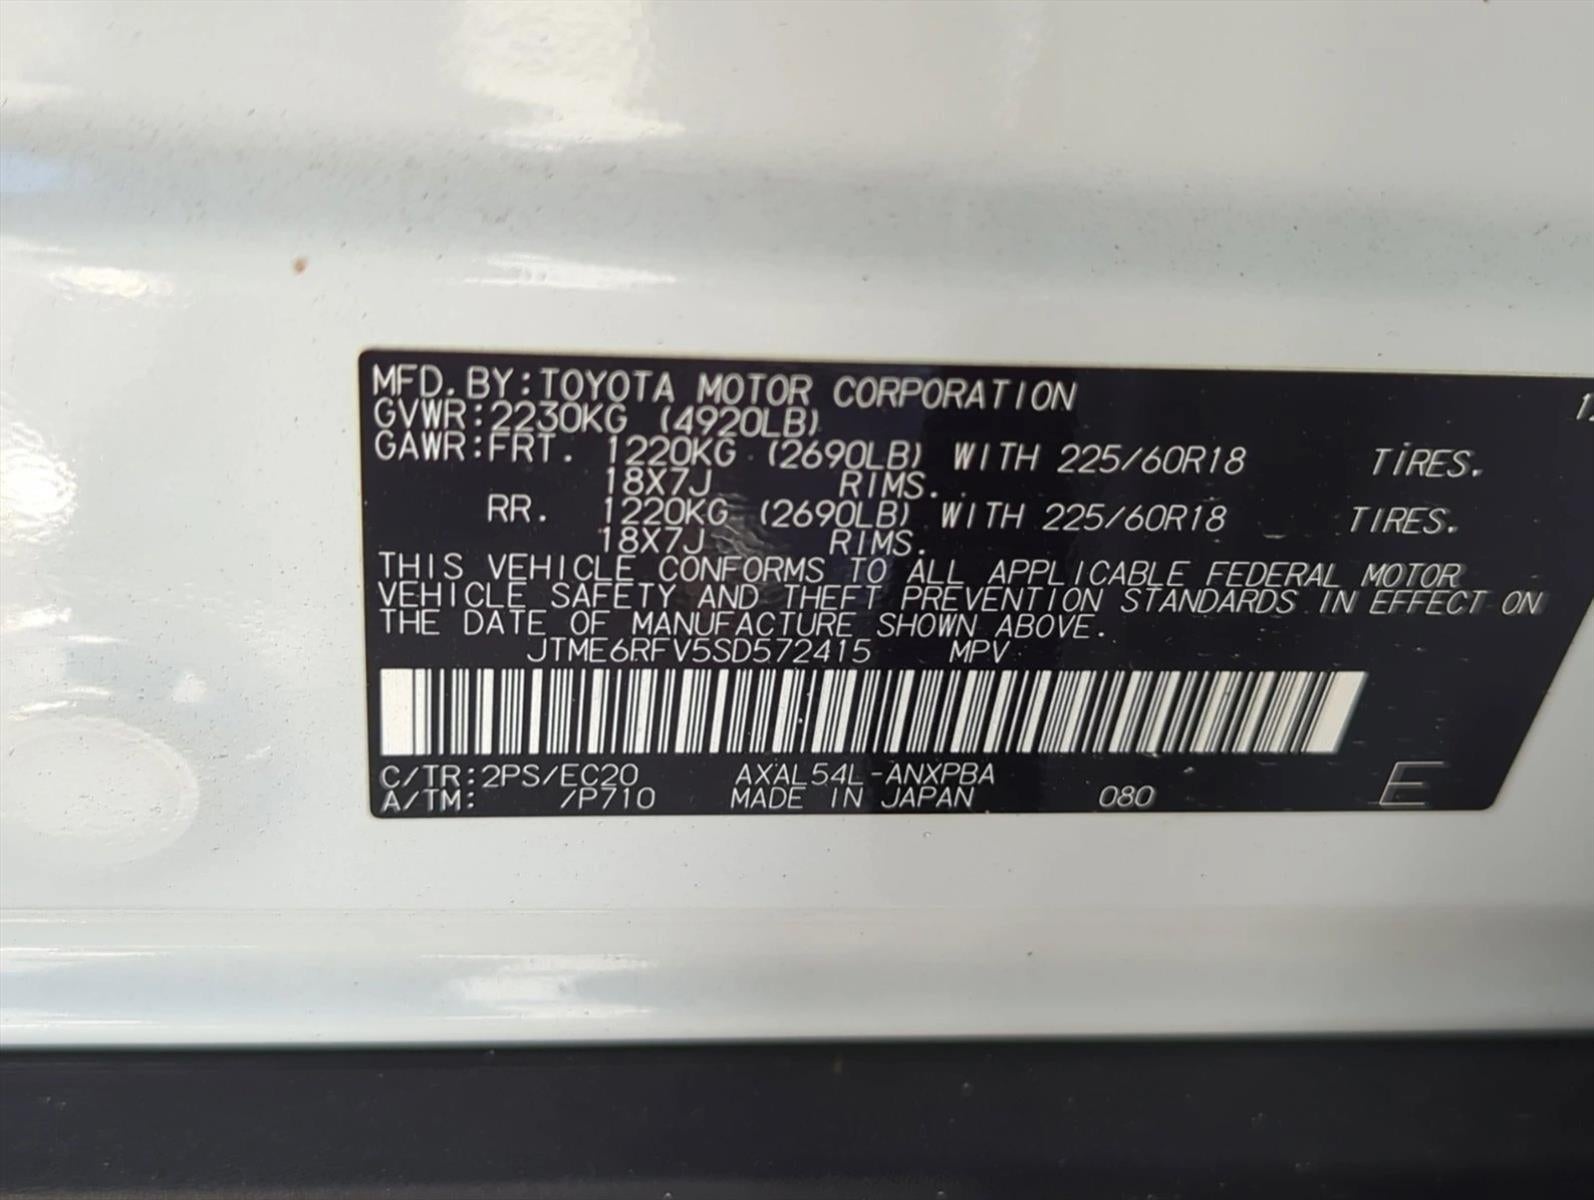 MFD.BY:TOYOTA MOTOR CORPORATION
GVWR:2230KG (4920LB)
GAWR:FRT. 1220KG (2690LB) WITH 225/60R18 TIRES.
18X7J RIMS.
RR. 1220KG (2690LB) WITH 225/60R18 TIRES.
18X7J RIMS.
THIS VEHICLE CONFORMS TO ALL APPLICABLE FEDERAL MOTOR
VEHICLE SAFETY AND THEFT PREVENTION STANDARDS IN EFFECT ON
THE DATE OF MANUFACTURE SHOWN ABOVE.
JTME6RFV5SD572415 MPV
C/TR:2PS/EC20 AXAL54L-ANXPBA
A/TM: /P710 MADE IN JAPAN 080 E